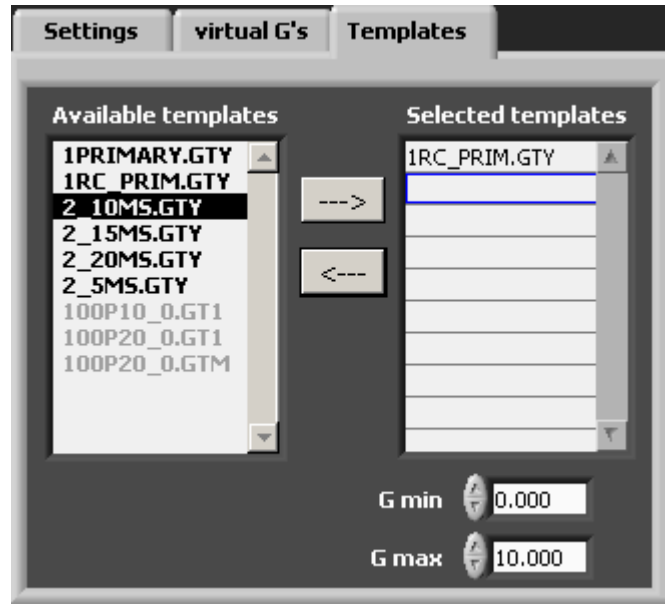 Settings virtual G's Templates
Available templates
1PRIMARY.GTY
1RC_PRIM.GTY
2_10MS.GTY
2_15MS.GTY
2_20MS.GTY
2_5MS.GTY
100P10_0.GT1
100P20_0.GT1
100P20_0.GTM
--->
<---
Selected templates
1RC_PRIM.GTY
G min 0.000
G max 10.000